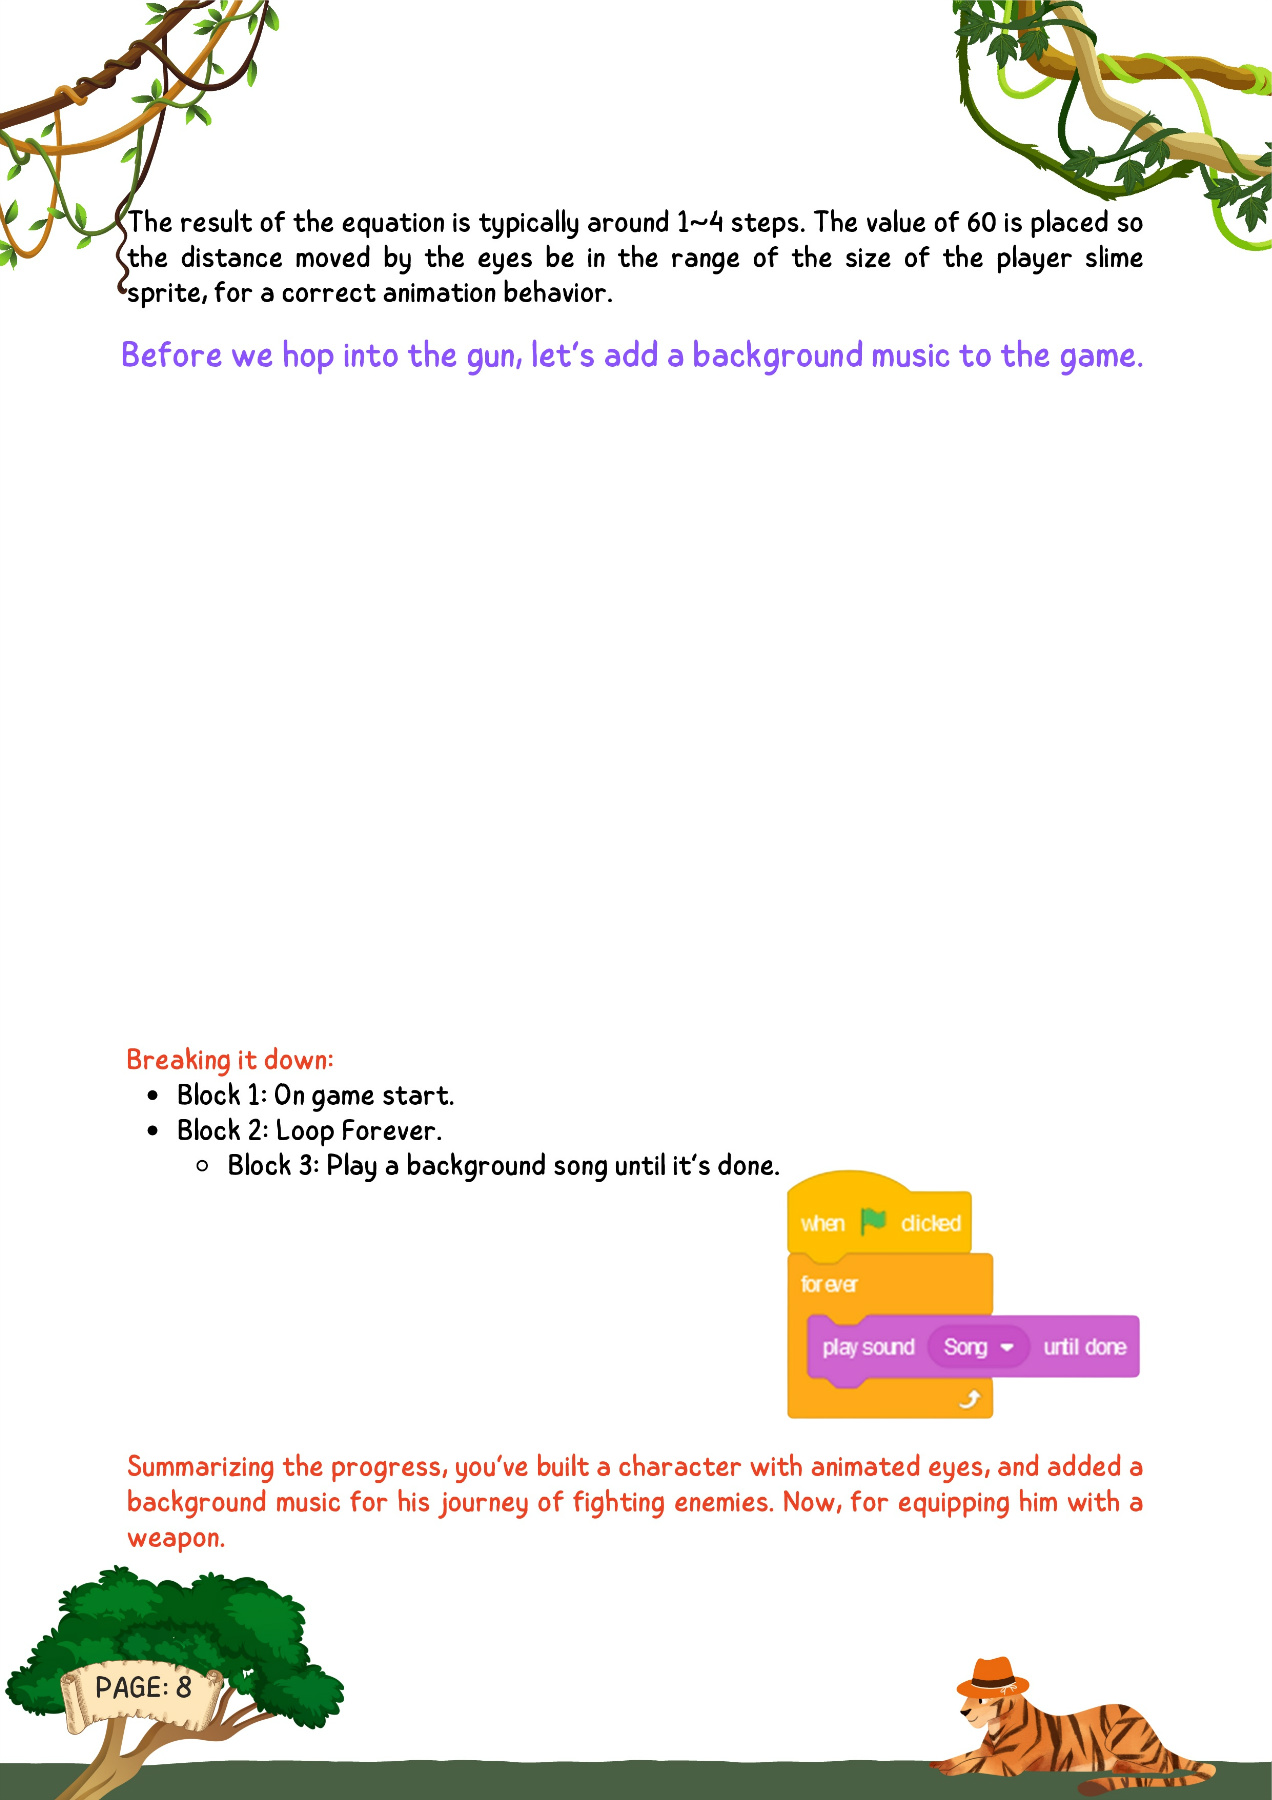 The result of the equation is typically around 1~4 steps. The value of 60 is placed so
the distance moved by the eyes be in the range of the size of the player slime
sprite, for a correct animation behavior.
Before we hop into the gun, let's add a background music to the game.
Breaking it down:
• Block 1: On game start.
• Block 2: Loop Forever.
○ Block 3: Play a background song until it's done.
when clicked
forever
play sound Song until done
Summarizing the progress, you've built a character with animated eyes, and added a
background music for his journey of fighting enemies. Now, for equipping him with a
weapon.
PAGE: 8